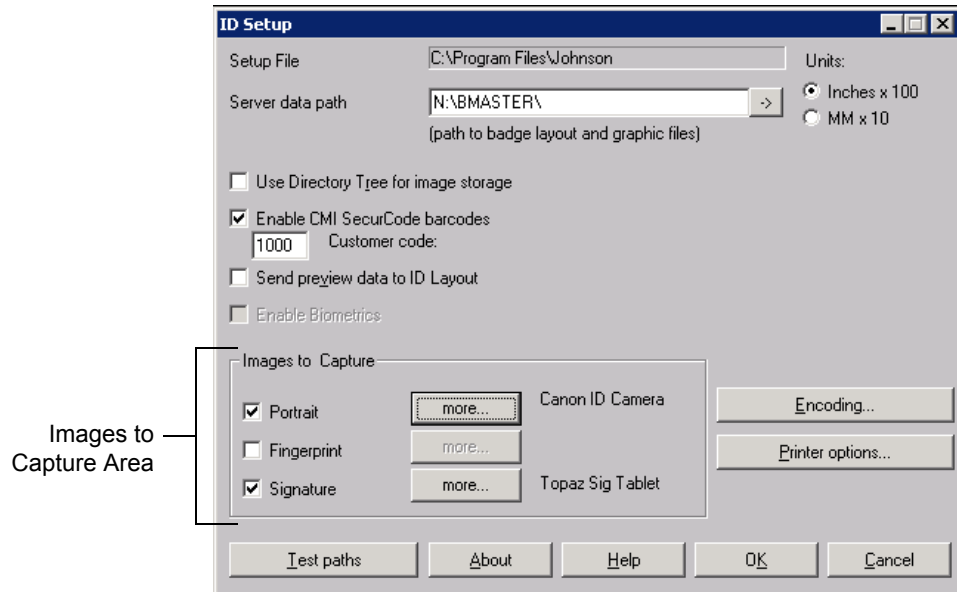 ID Setup
Setup File
C:\Program Files\Johnson
Units:
Inches x 100
MM x 10
Server data path
N:\BMASTER\
->
(path to badge layout and graphic files)
Use Directory Tree for image storage
Enable CMI SecurCode barcodes
1000 Customer code:
Send preview data to ID Layout
Enable Biometrics
Images to Capture
Portrait more... Canon ID Camera
Fingerprint more...
Signature more... Topaz Sig Tablet
Encoding...
Printer options...
Images to
Capture Area
Test paths About Help OK Cancel